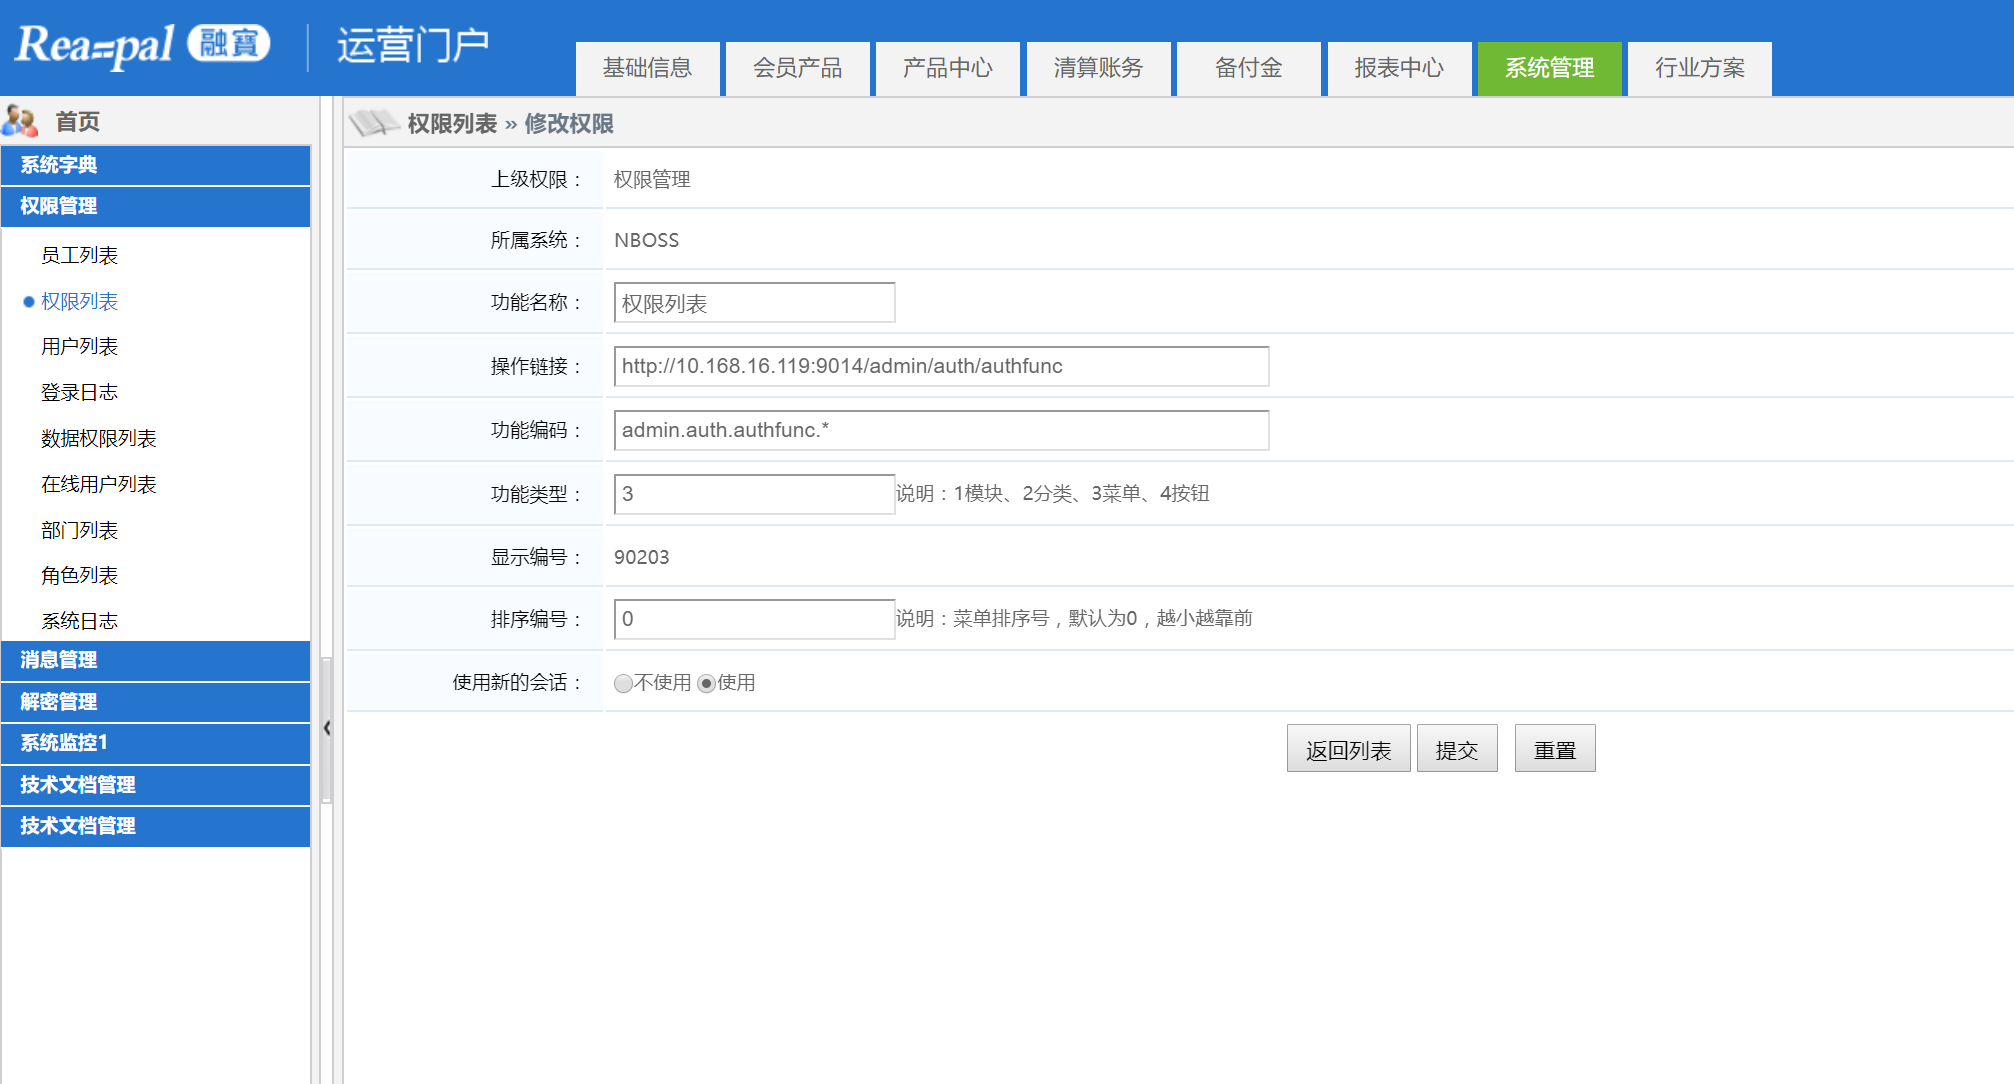 Reapal 融寶 运营门户
基础信息 会员产品 产品中心 清算账务 备付金 报表中心 系统管理 行业方案
首页
系统字典
权限管理
员工列表
权限列表
用户列表
登录日志
数据权限列表
在线用户列表
部门列表
角色列表
系统日志
消息管理
解密管理
系统监控1
技术文档管理
技术文档管理
权限列表 » 修改权限
上级权限： 权限管理
所属系统： NBOSS
功能名称： 权限列表
操作链接： http://10.168.16.119:9014/admin/auth/authfunc
功能编码： admin.auth.authfunc.*
功能类型： 3 说明：1模块、2分类、3菜单、4按钮
显示编号： 90203
排序编号： 0 说明：菜单排序号，默认为0，越小越靠前
使用新的会话： 不使用 使用
返回列表 提交 重置